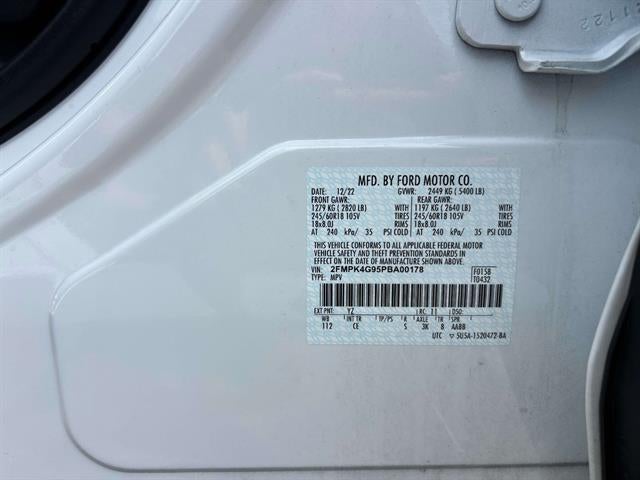 1122
MFD. BY FORD MOTOR CO.
DATE: 12/22 GVWR: 2449 KG ( 5400 LB)
FRONT GAWR: REAR GAWR:
1279 KG ( 2820 LB) 1197 KG ( 2640 LB)
245/60R18 105V TIRES 245/60R18 105V TIRES
18x8.0J RIMS 18x8.0J RIMS
AT 240 kPa/ 35 PSI COLD AT 240 kPa/ 35 PSI COLD
THIS VEHICLE CONFORMS TO ALL APPLICABLE FEDERAL MOTOR
VEHICLE SAFETY AND THEFT PREVENTION STANDARDS IN
EFFECT ON THE DATE OF MANUFACTURE SHOWN ABOVE.
VIN: 2FMPK4G95PBA00178 F0158
TYPE: MPV T0432
EXT PNT: YZ RC: 11 DSO:
WB INT TR TP/PS R AXLE TR SPR
112 CE S 3K 8 AABB
UTC ▽ 5U5A-1520472-BA